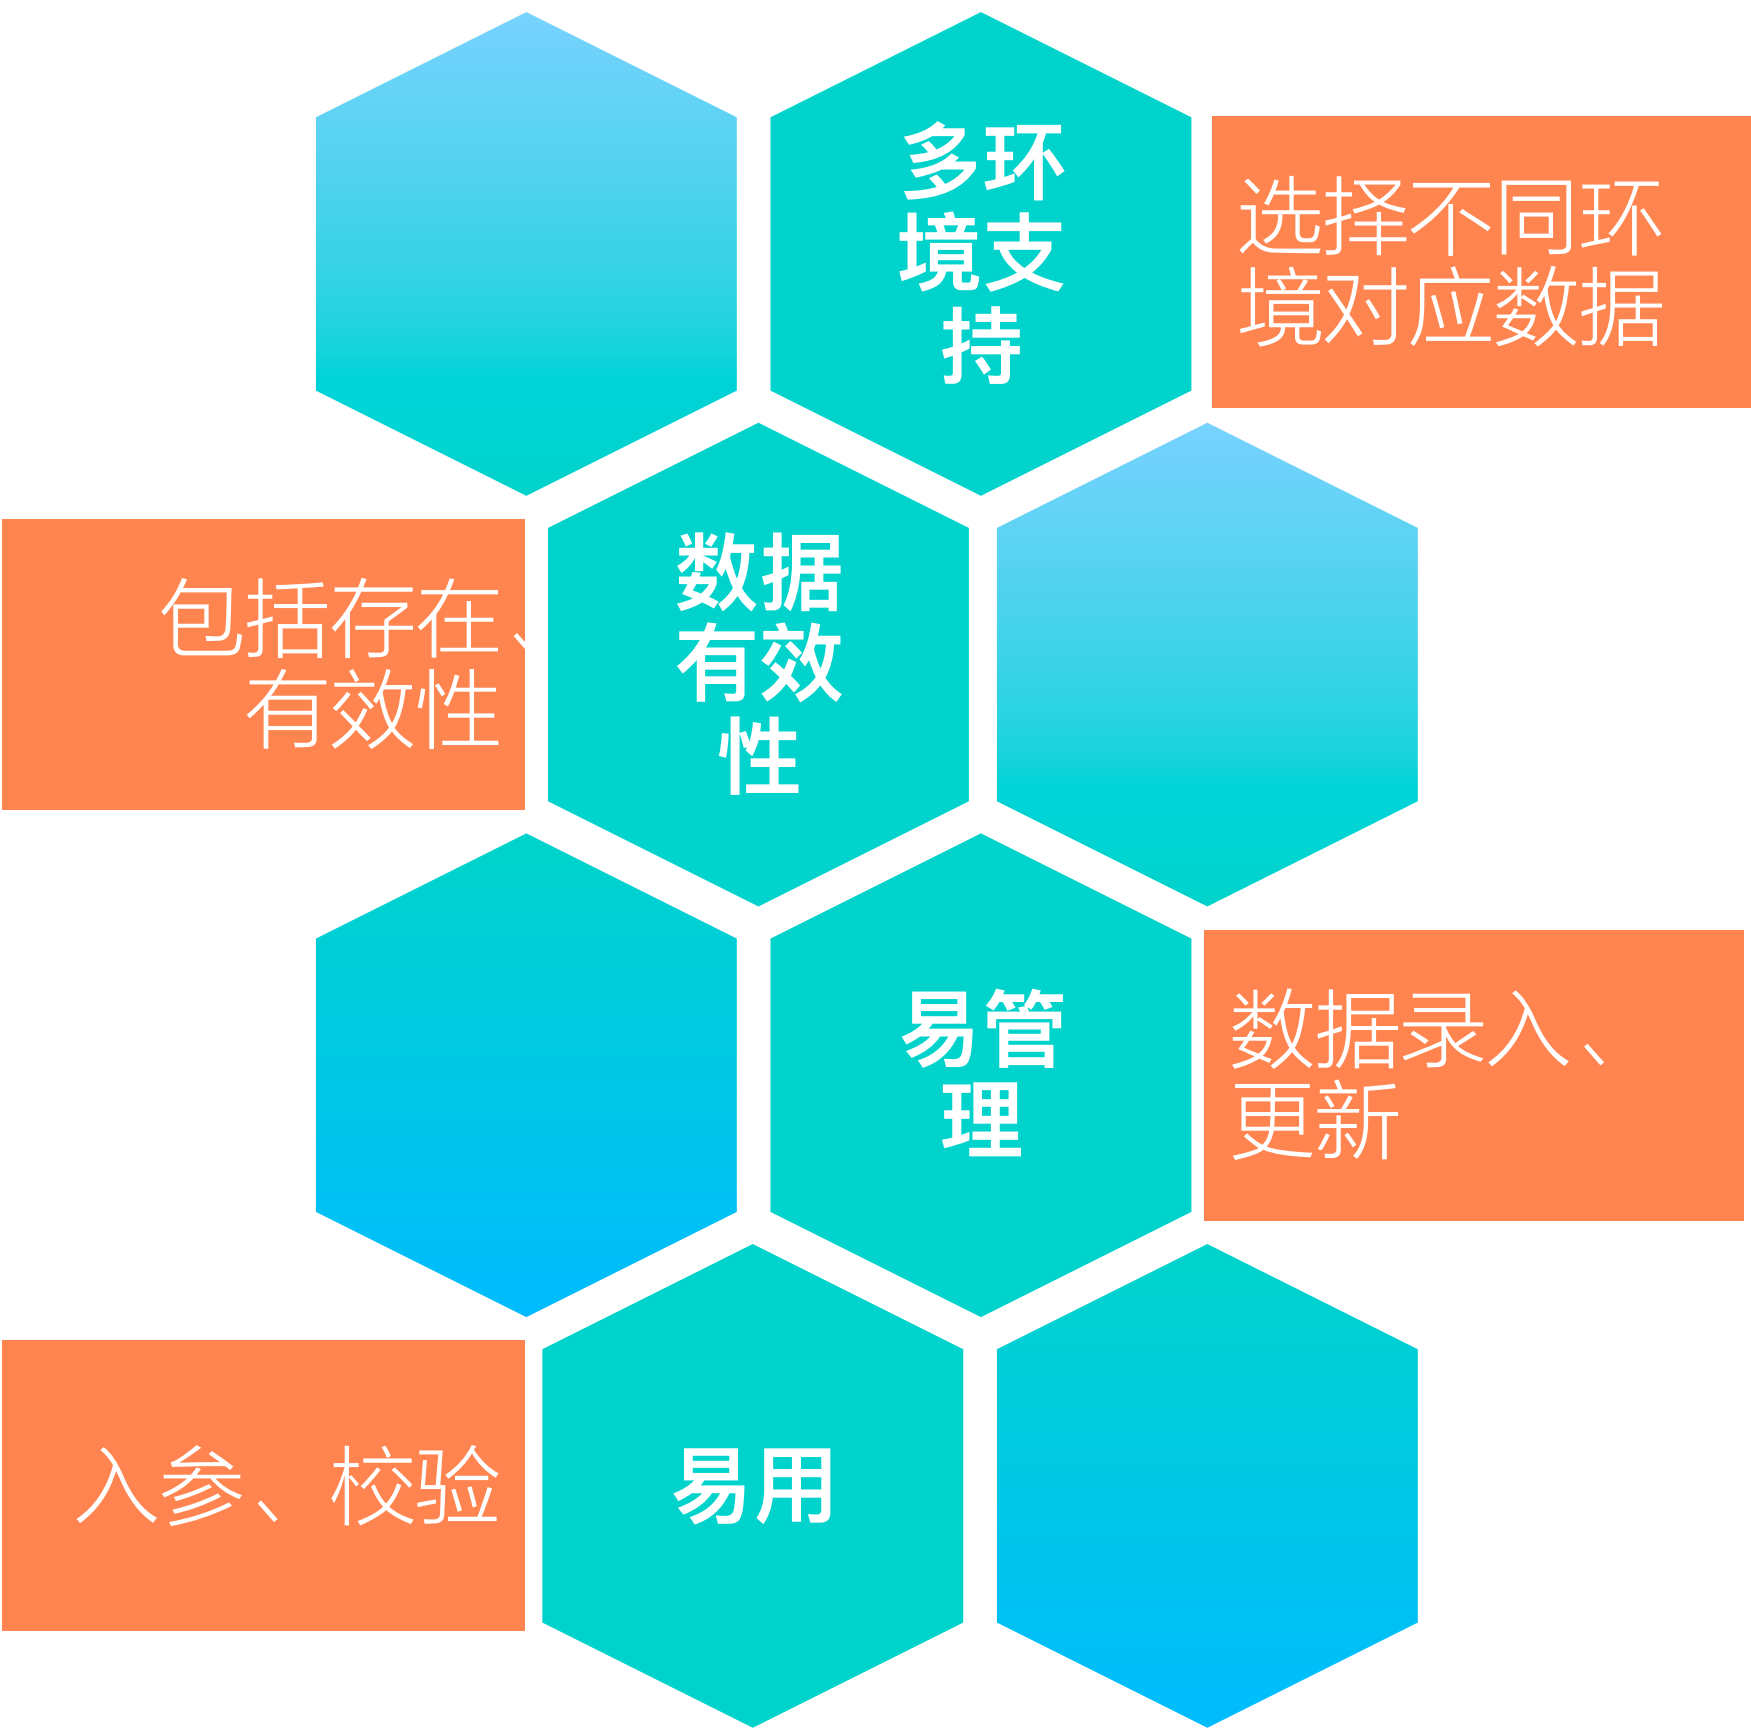 多环
境支
持
选择不同环
境对应数据
数据
有效
性
包括存在、
有效性
易管
理
数据录入、
更新
易用
入参、校验